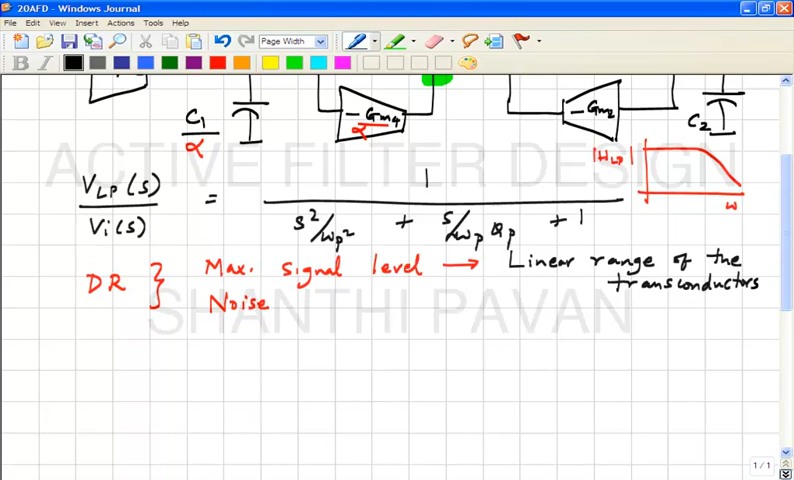 20AFD - Windows Journal
File Edit View Insert Actions Tools Help
Page Width
B I
-Gm4/α
-Gm2
C1/α
C2
ACTIVE FILTER DESIGN
|HLP|
ω
VLP(s)/Vi(s) = 1/(s²/ωp² + s/ωpQp + 1)
DR } Max. signal level → Linear range of the
transconductors
Noise
SHANTHI PAVAN
1 / 1